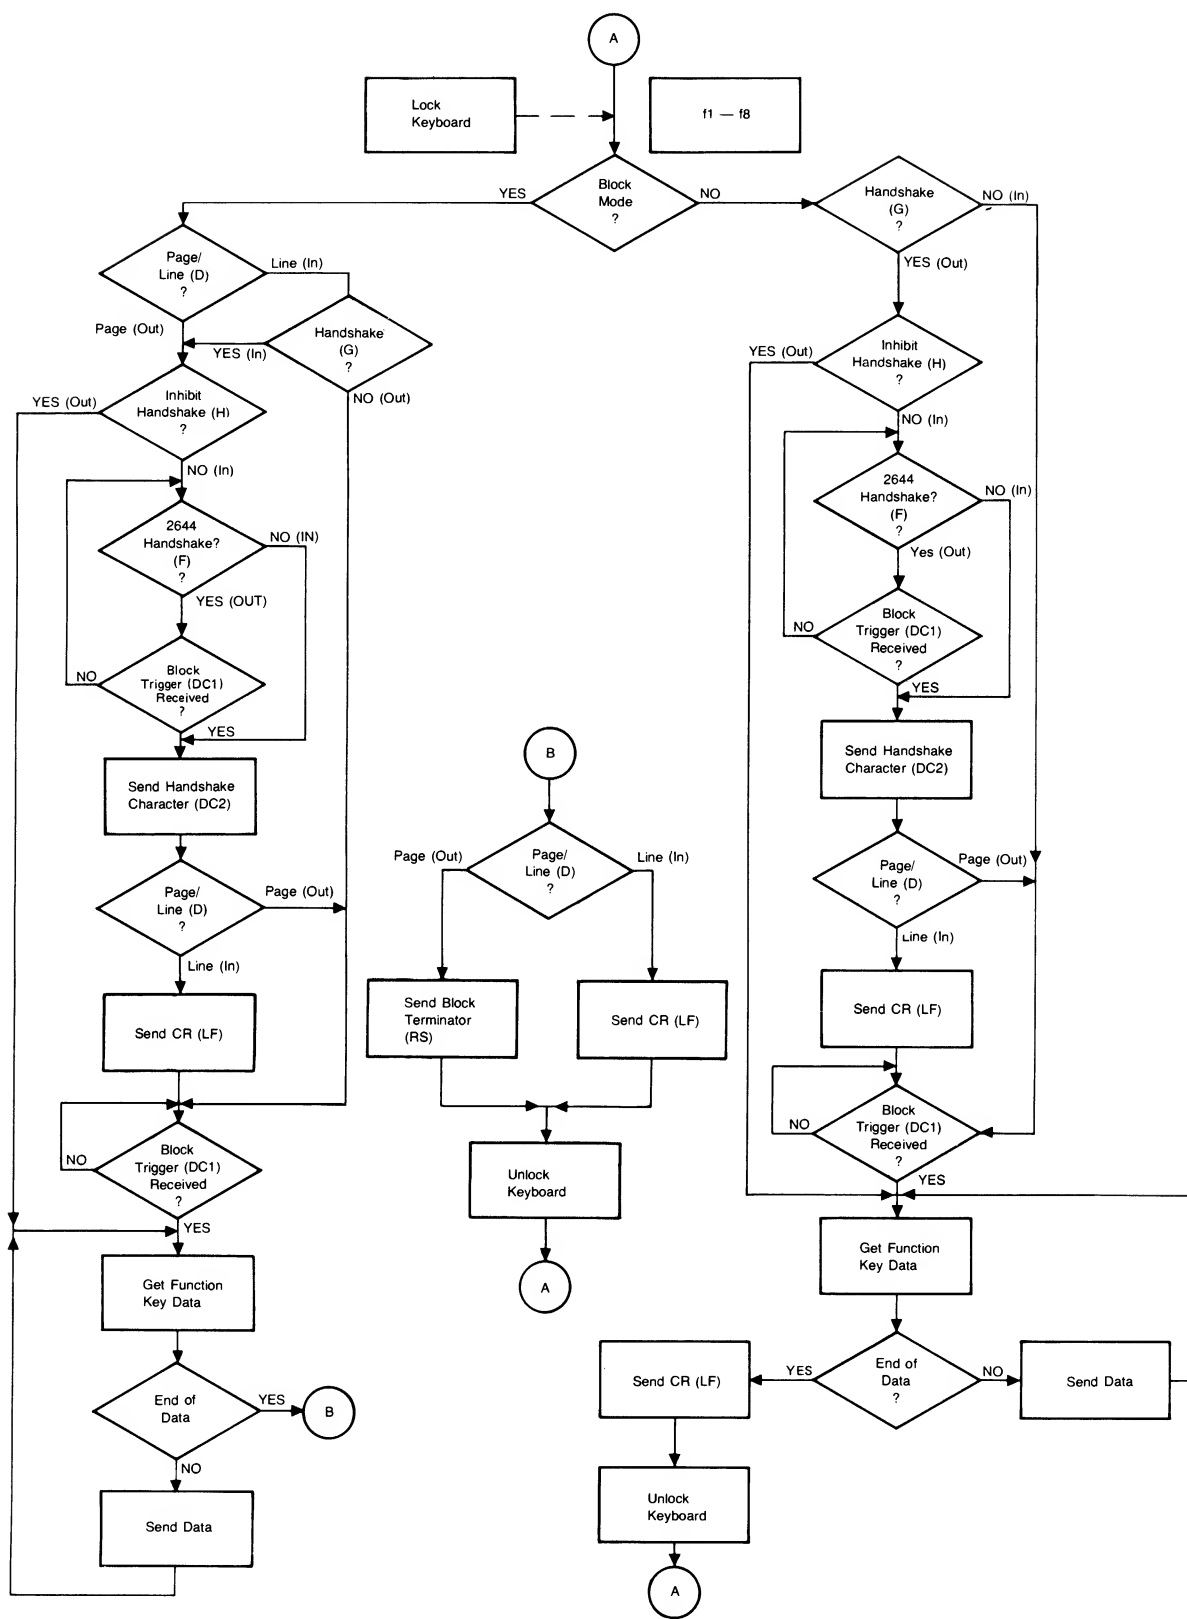 A
Lock
Keyboard
f1 — f8
Block
Mode
?
YES
NO
Handshake
(G)
?
NO (In)
YES (Out)
Page/
Line (D)
?
Line (In)
Page (Out)
Handshake
(G)
?
YES (In)
NO (Out)
Inhibit
Handshake (H)
?
YES (Out)
NO (In)
2644
Handshake?
(F)
?
NO (IN)
YES (OUT)
Block
Trigger (DC1)
Received
?
NO
YES
Send Handshake
Character (DC2)
Page/
Line (D)
?
Page (Out)
Line (In)
Send CR (LF)
Block
Trigger (DC1)
Received
?
NO
YES
Get Function
Key Data
End of
Data
YES
B
NO
Send Data
B
Page/
Line (D)
?
Page (Out)
Line (In)
Send Block
Terminator
(RS)
Send CR (LF)
Unlock
Keyboard
A
Inhibit
Handshake (H)
?
YES (Out)
NO (In)
2644
Handshake?
(F)
?
NO (In)
Yes (Out)
Block
Trigger (DC1)
Received
?
NO
YES
Send Handshake
Character (DC2)
Page/
Line (D)
?
Page (Out)
Line (In)
Send CR (LF)
Block
Trigger (DC1)
Received
?
NO
YES
Get Function
Key Data
End of
Data
?
YES
NO
Send Data
Send CR (LF)
Unlock
Keyboard
A